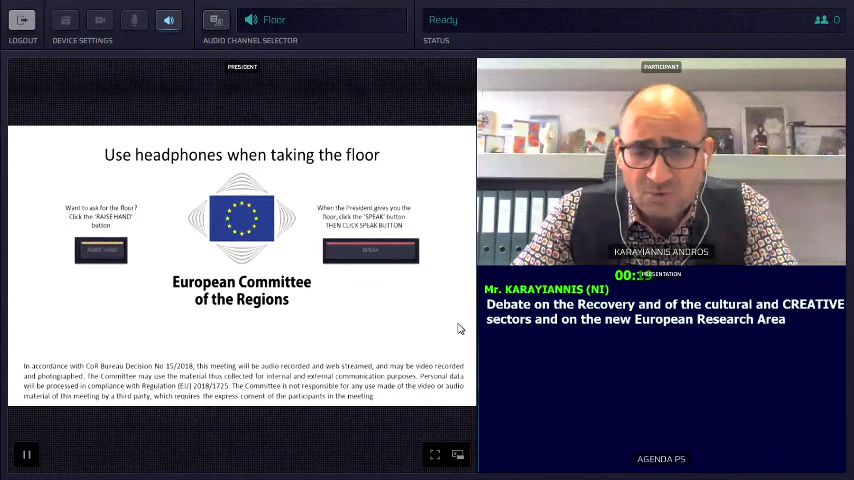 LOGOUT
DEVICE SETTINGS
Floor
AUDIO CHANNEL SELECTOR
Ready
0
STATUS
PRESIDENT
PARTICIPANT
Use headphones when taking the floor
Want to ask for the floor?
Click the 'RAISE HAND'
button
RAISE HAND
When the President gives you the
floor, click the 'SPEAK' button
THEN CLICK SPEAK BUTTON
SPEAK
European Committee
of the Regions
In accordance with CoR Bureau Decision No 15/2018, this meeting will be audio recorded and web streamed, and may be video recorded
and photographed. The Committee may use the material thus collected for internal and external communication purposes. Personal data
will be processed in compliance with Regulation (EU) 2018/1725. The Committee is not responsible for any use made of the video or audio
material of this meeting by a third party, which requires the express consent of the participants in the meeting.
KARAYIANNIS ANDROS
PRESENTATION
Mr. KARAYIANNIS (NI)
Debate on the Recovery and of the cultural and CREATIVE
sectors and on the new European Research Area
AGENDA PS